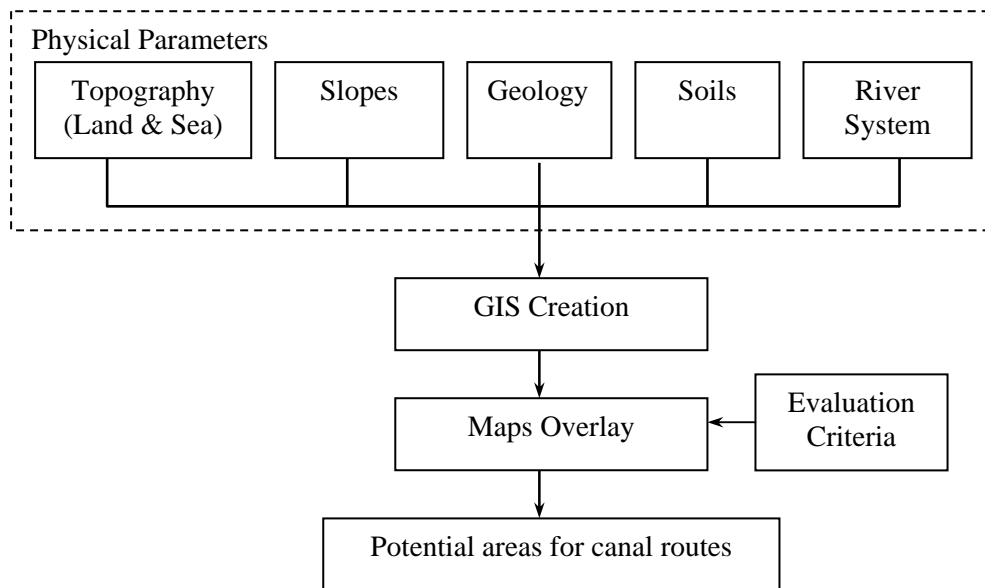 Physical Parameters
Topography
(Land & Sea)
Slopes
Geology
Soils
River
System
GIS Creation
Maps Overlay
Evaluation
Criteria
Potential areas for canal routes